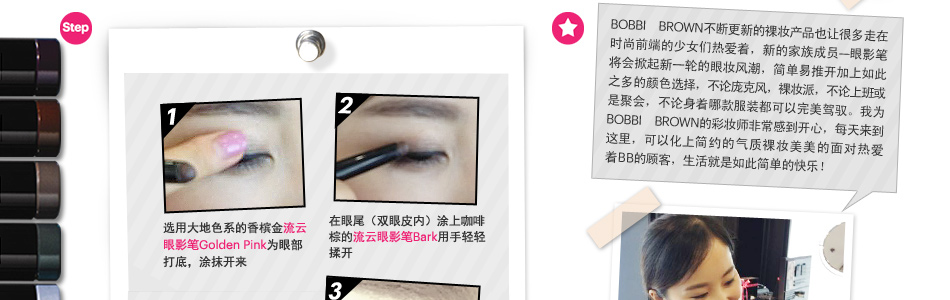 Step
1
选用大地色系的香槟金流云
眼影笔Golden Pink为眼部
打底，涂抹开来
2
在眼尾（双眼皮内）涂上咖啡
棕的流云眼影笔Bark用手轻轻
揉开
3
BOBBI BROWN不断更新的裸妆产品也让很多走在
时尚前端的少女们热爱着，新的家族成员—眼影笔
将会掀起新一轮的眼妆风潮，简单易推开加上如此
之多的颜色选择，不论庞克风，裸妆派，不论上班或
是聚会，不论身着哪款服装都可以完美驾驭。我为
BOBBI BROWN的彩妆师非常感到开心，每天来到
这里，可以化上简约的气质裸妆美美的面对热爱
着BB的顾客，生活就是如此简单的快乐！